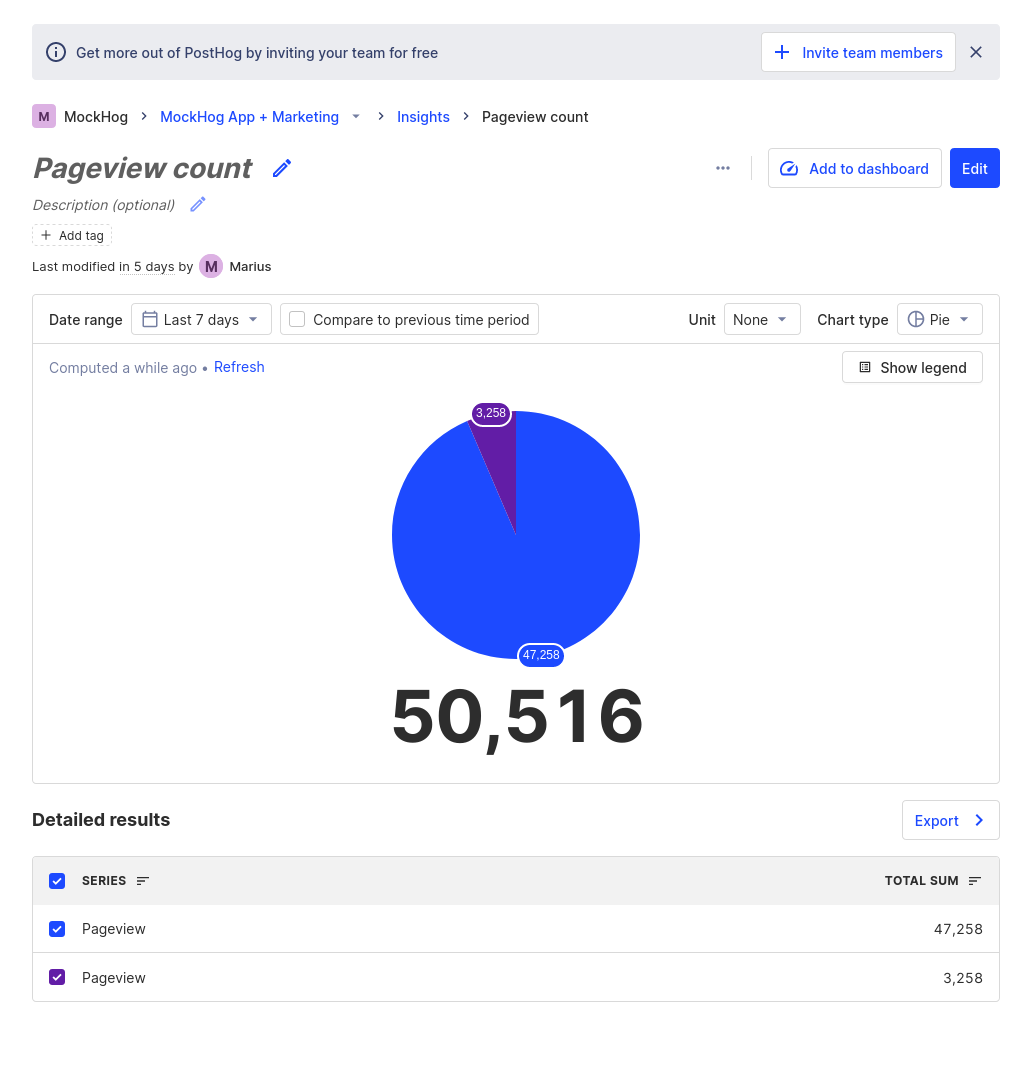 Get more out of PostHog by inviting your team for free
Invite team members
M MockHog > MockHog App + Marketing > Insights > Pageview count
Pageview count
Add to dashboard
Edit
Description (optional)
Add tag
Last modified in 5 days by M Marius
Date range Last 7 days Compare to previous time period Unit None Chart type Pie
Computed a while ago • Refresh
Show legend
3,258
47,258
50,516
Detailed results
Export
SERIES TOTAL SUM
Pageview 47,258
Pageview 3,258